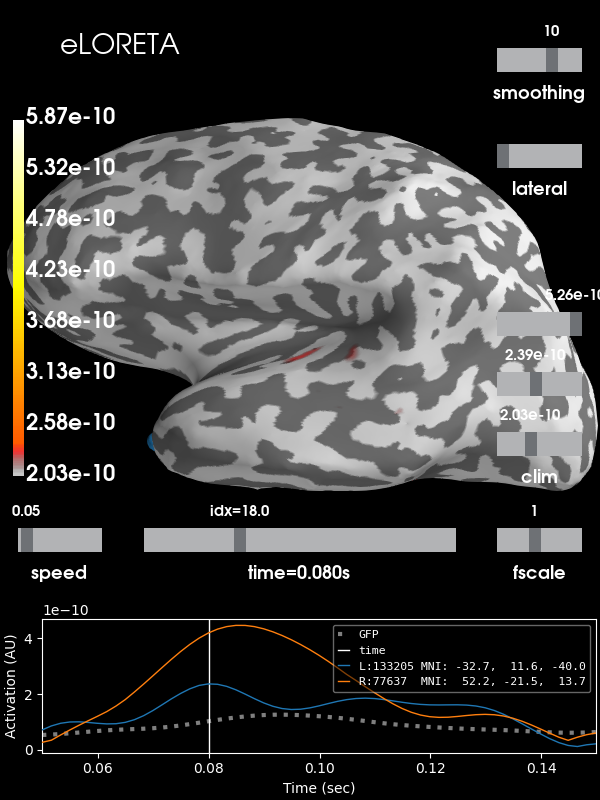 eLORETA
10
smoothing
lateral
5.87e-10
5.32e-10
4.78e-10
4.23e-10
3.68e-10
3.13e-10
2.58e-10
2.03e-10
5.26e-10
2.39e-10
2.03e-10
clim
0.05
speed
idx=18.0
time=0.080s
1
fscale
1e−10
Activation (AU)
4
2
0
GFP
time
L:133205 MNI: -32.7, 11.6, -40.0
R:77637 MNI: 52.2, -21.5, 13.7
0.06 0.08 0.10 0.12 0.14
Time (sec)